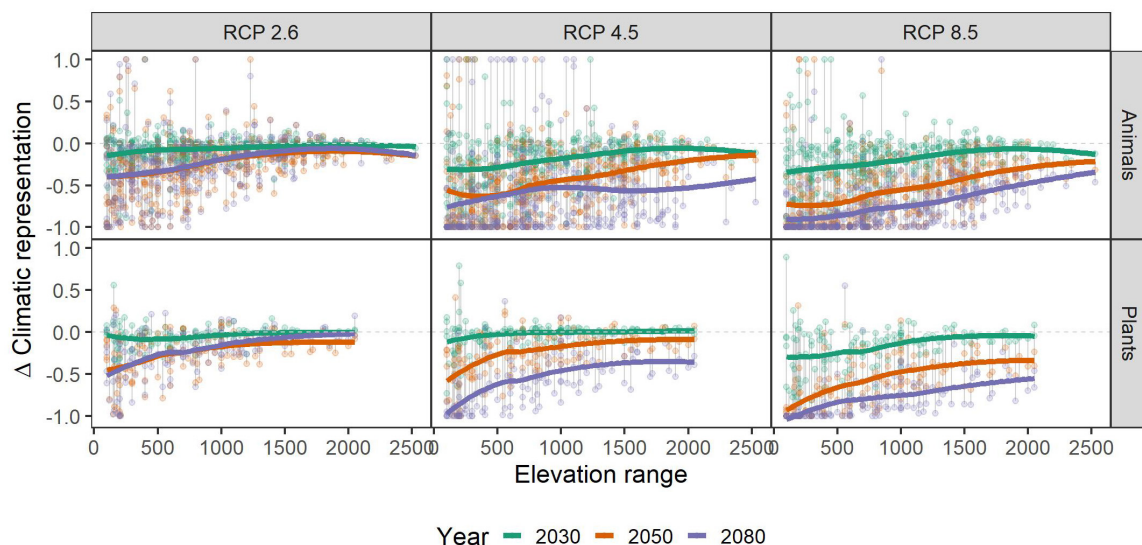 RCP 2.6 RCP 4.5 RCP 8.5
Δ Climatic representation
1.0
0.5
0.0
-0.5
-1.0
Animals
1.0
0.5
0.0
-0.5
-1.0
Plants
0 500 1000 1500 2000 2500 0 500 1000 1500 2000 2500 0 500 1000 1500 2000 2500
Elevation range
Year 2030 2050 2080